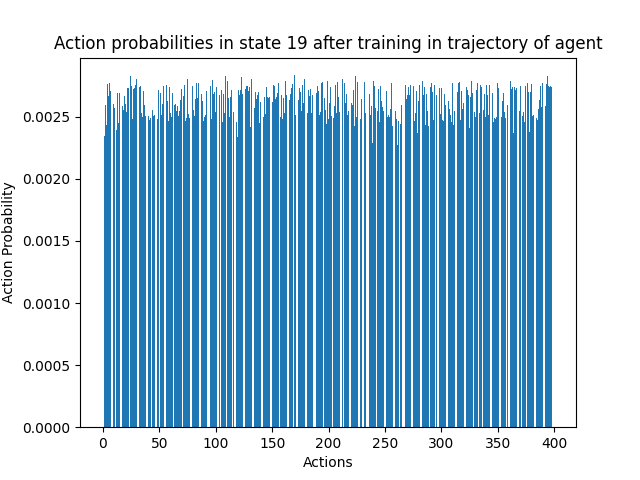 Action probabilities in state 19 after training in trajectory of agent
0.0025
0.0020
0.0015
0.0010
0.0005
0.0000
Action Probability
0 50 100 150 200 250 300 350 400
Actions